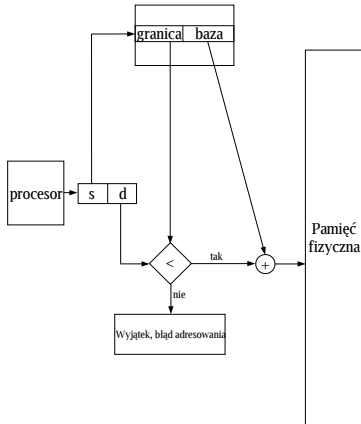 granica baza
procesor
s d
<
tak
+
nie
Pamięć
fizyczna
Wyjątek, błąd adresowania